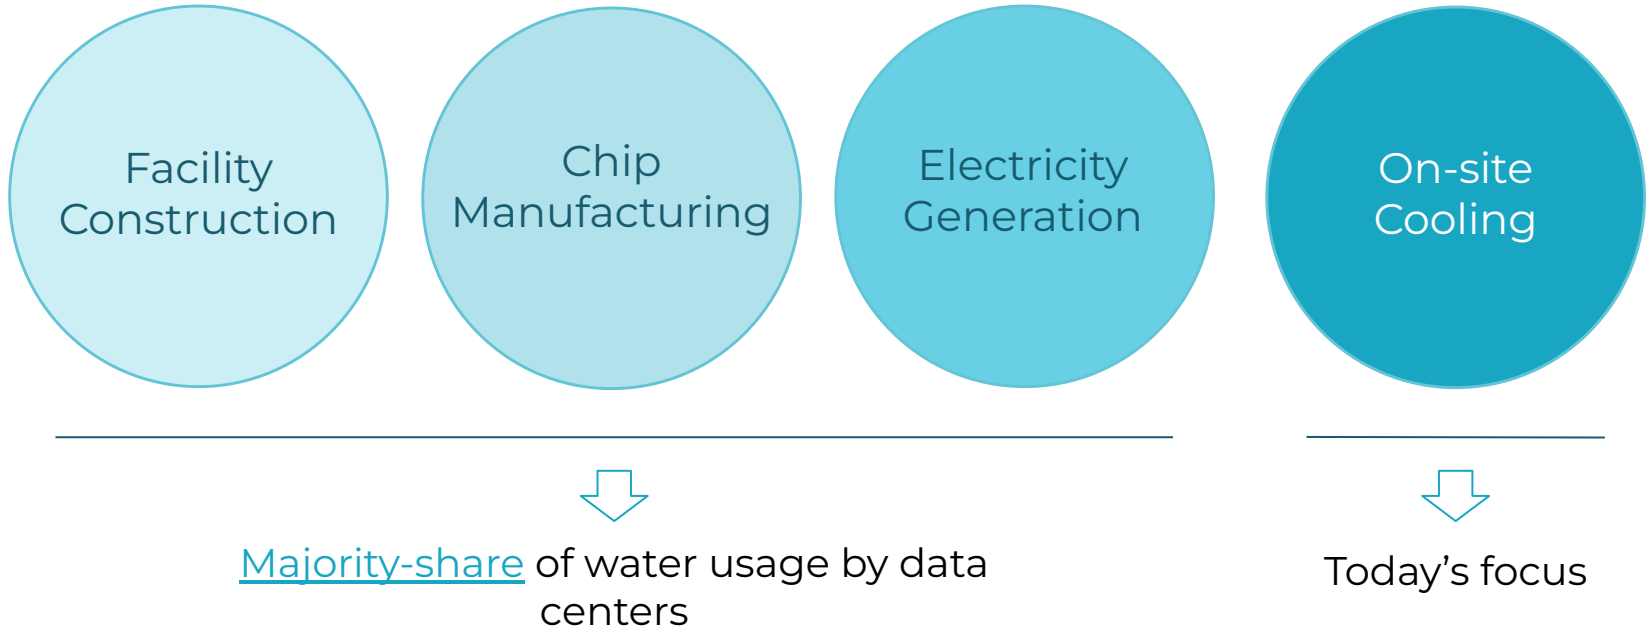 Facility
Construction
Chip
Manufacturing
Electricity
Generation
On-site
Cooling
Majority-share of water usage by data
centers
Today’s focus